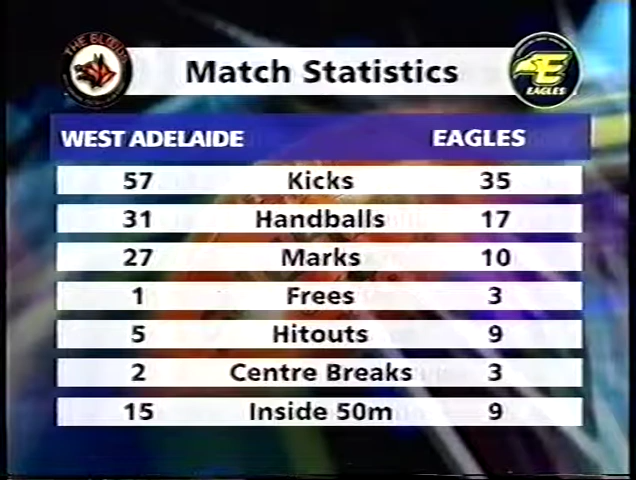 THE BLOODS
Match Statistics
E
EAGLES
WEST ADELAIDE EAGLES
57 Kicks 35
31 Handballs 17
27 Marks 10
1 Frees 3
5 Hitouts 9
2 Centre Breaks 3
15 Inside 50m 9